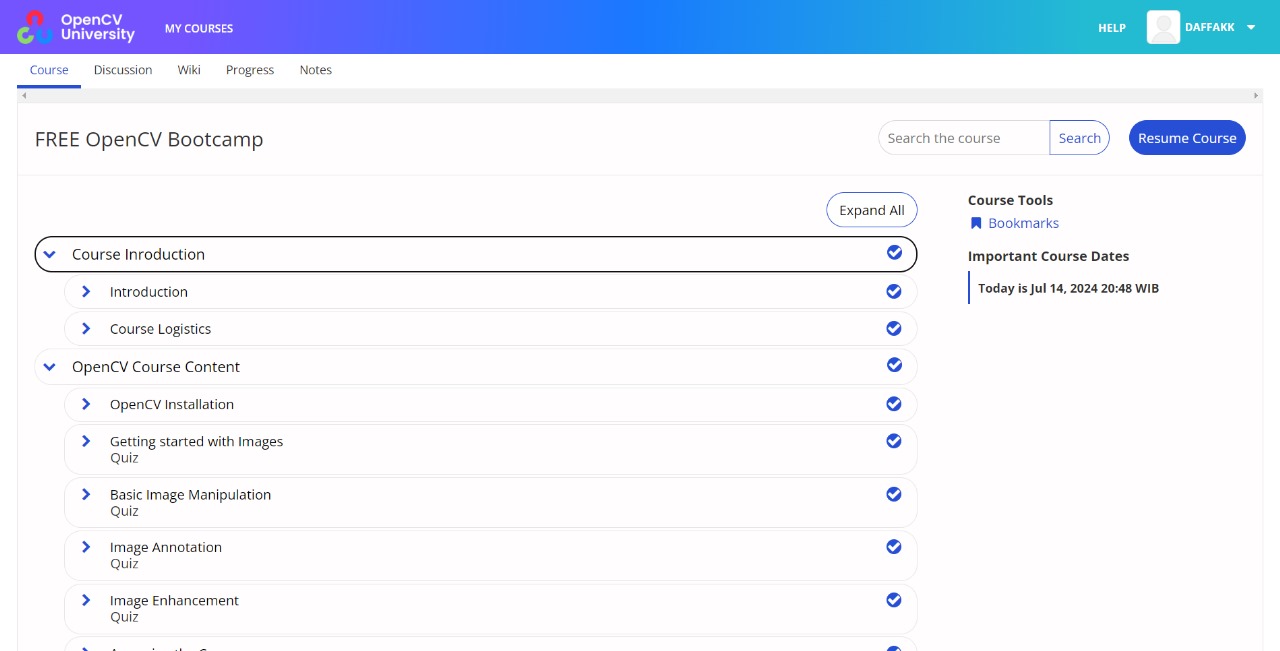 OpenCV
University
MY COURSES
HELP
DAFFAKK
Course
Discussion
Wiki
Progress
Notes
FREE OpenCV Bootcamp
Search the course
Search
Resume Course
Expand All
Course Inroduction
Introduction
Course Logistics
OpenCV Course Content
OpenCV Installation
Getting started with Images
Quiz
Basic Image Manipulation
Quiz
Image Annotation
Quiz
Image Enhancement
Quiz
Course Tools
Bookmarks
Important Course Dates
Today is Jul 14, 2024 20:48 WIB